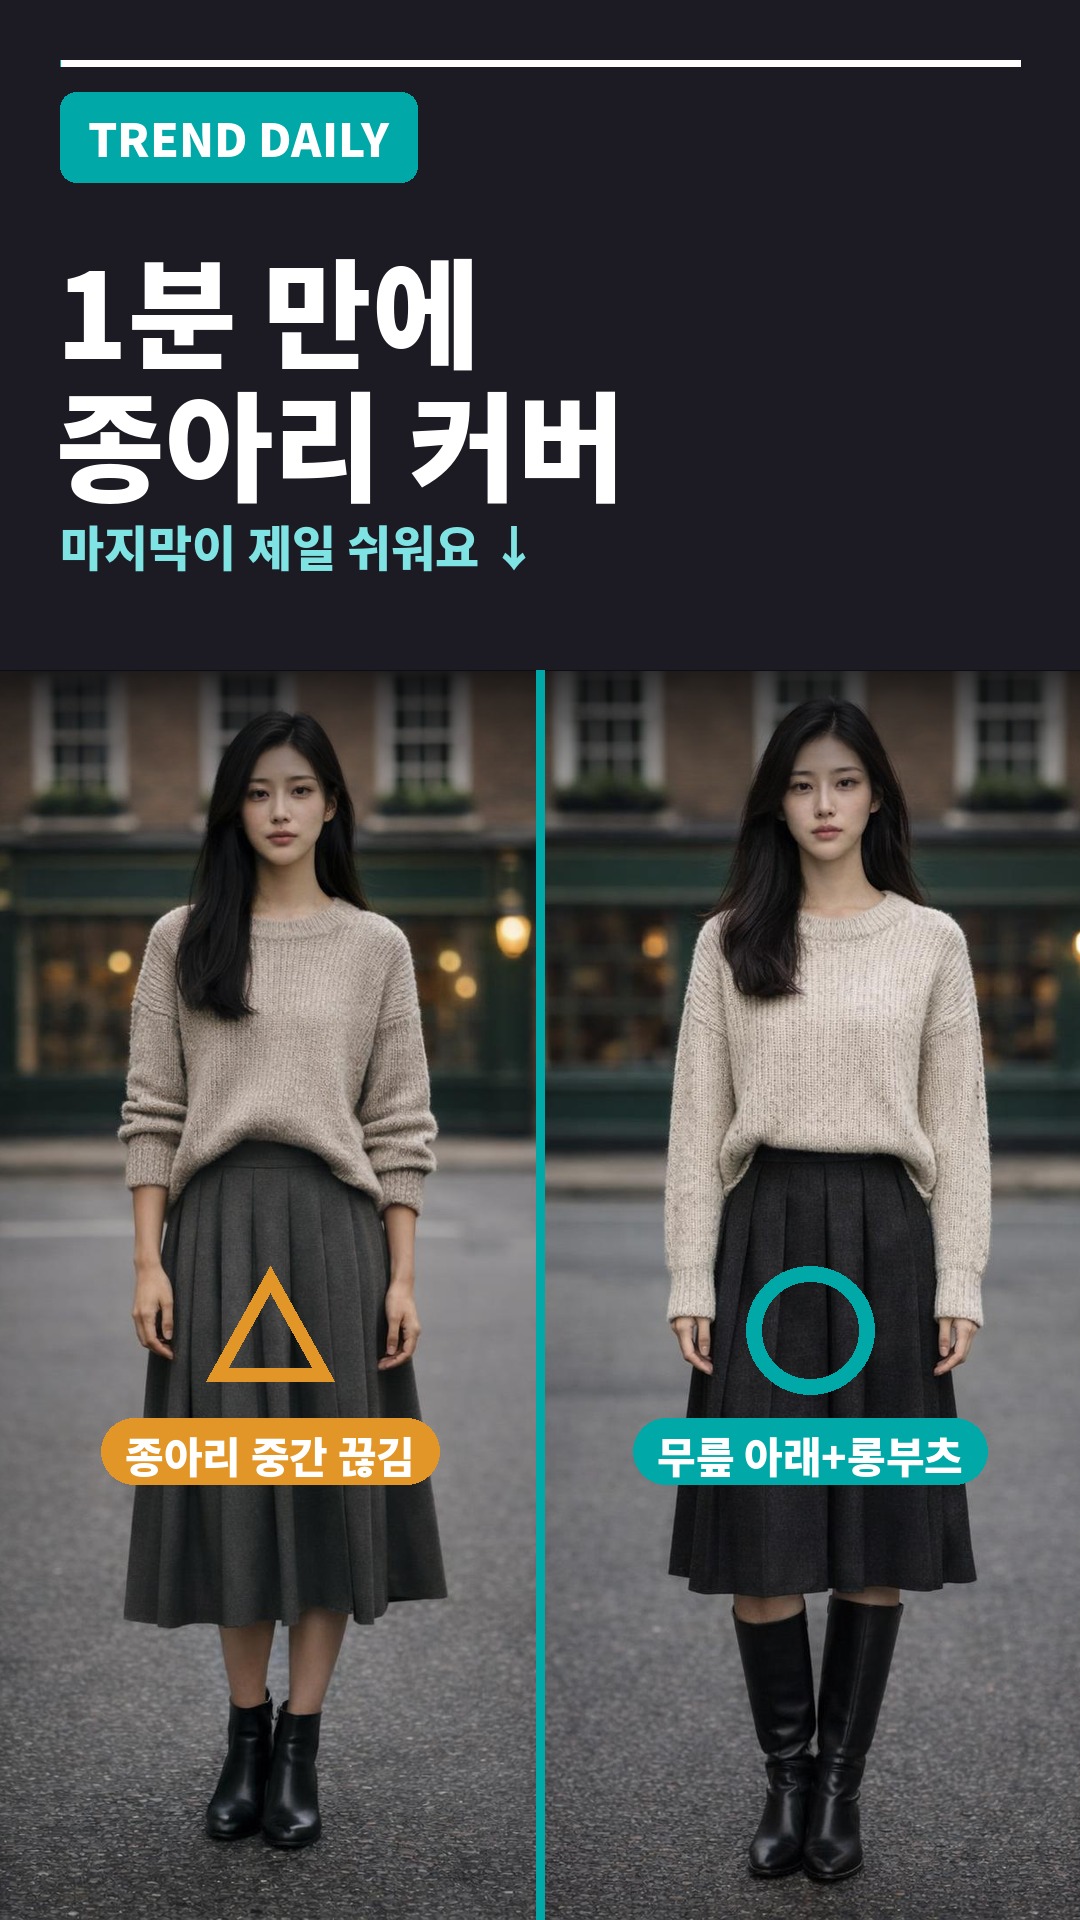 TREND DAILY
1분 만에
종아리 커버
마지막이 제일 쉬워요 ↓
종아리 중간 끊김
무릎 아래+롱부츠